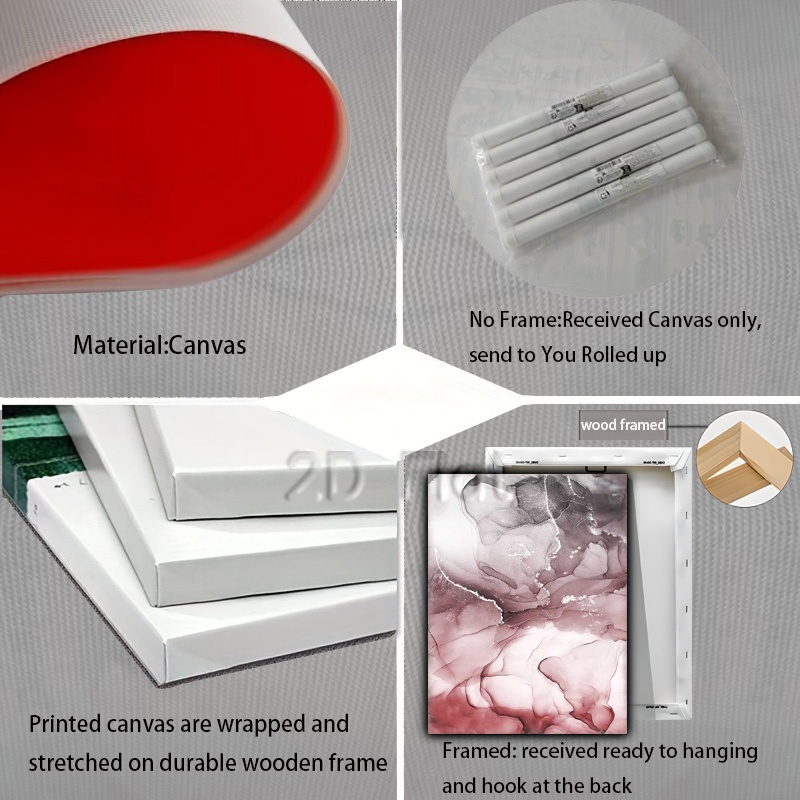 Material:Canvas
No Frame:Received Canvas only,
send to You Rolled up
2D
wood framed
Printed canvas are wrapped and
stretched on durable wooden frame
Framed: received ready to hanging
and hook at the back